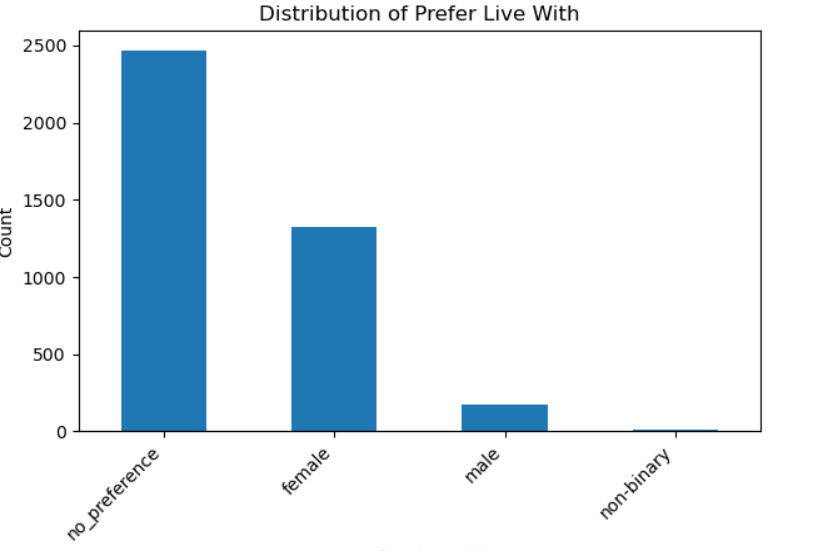 Distribution of Prefer Live With
2500
2000
1500
1000
500
0
Count
no_preference
female
male
non-binary